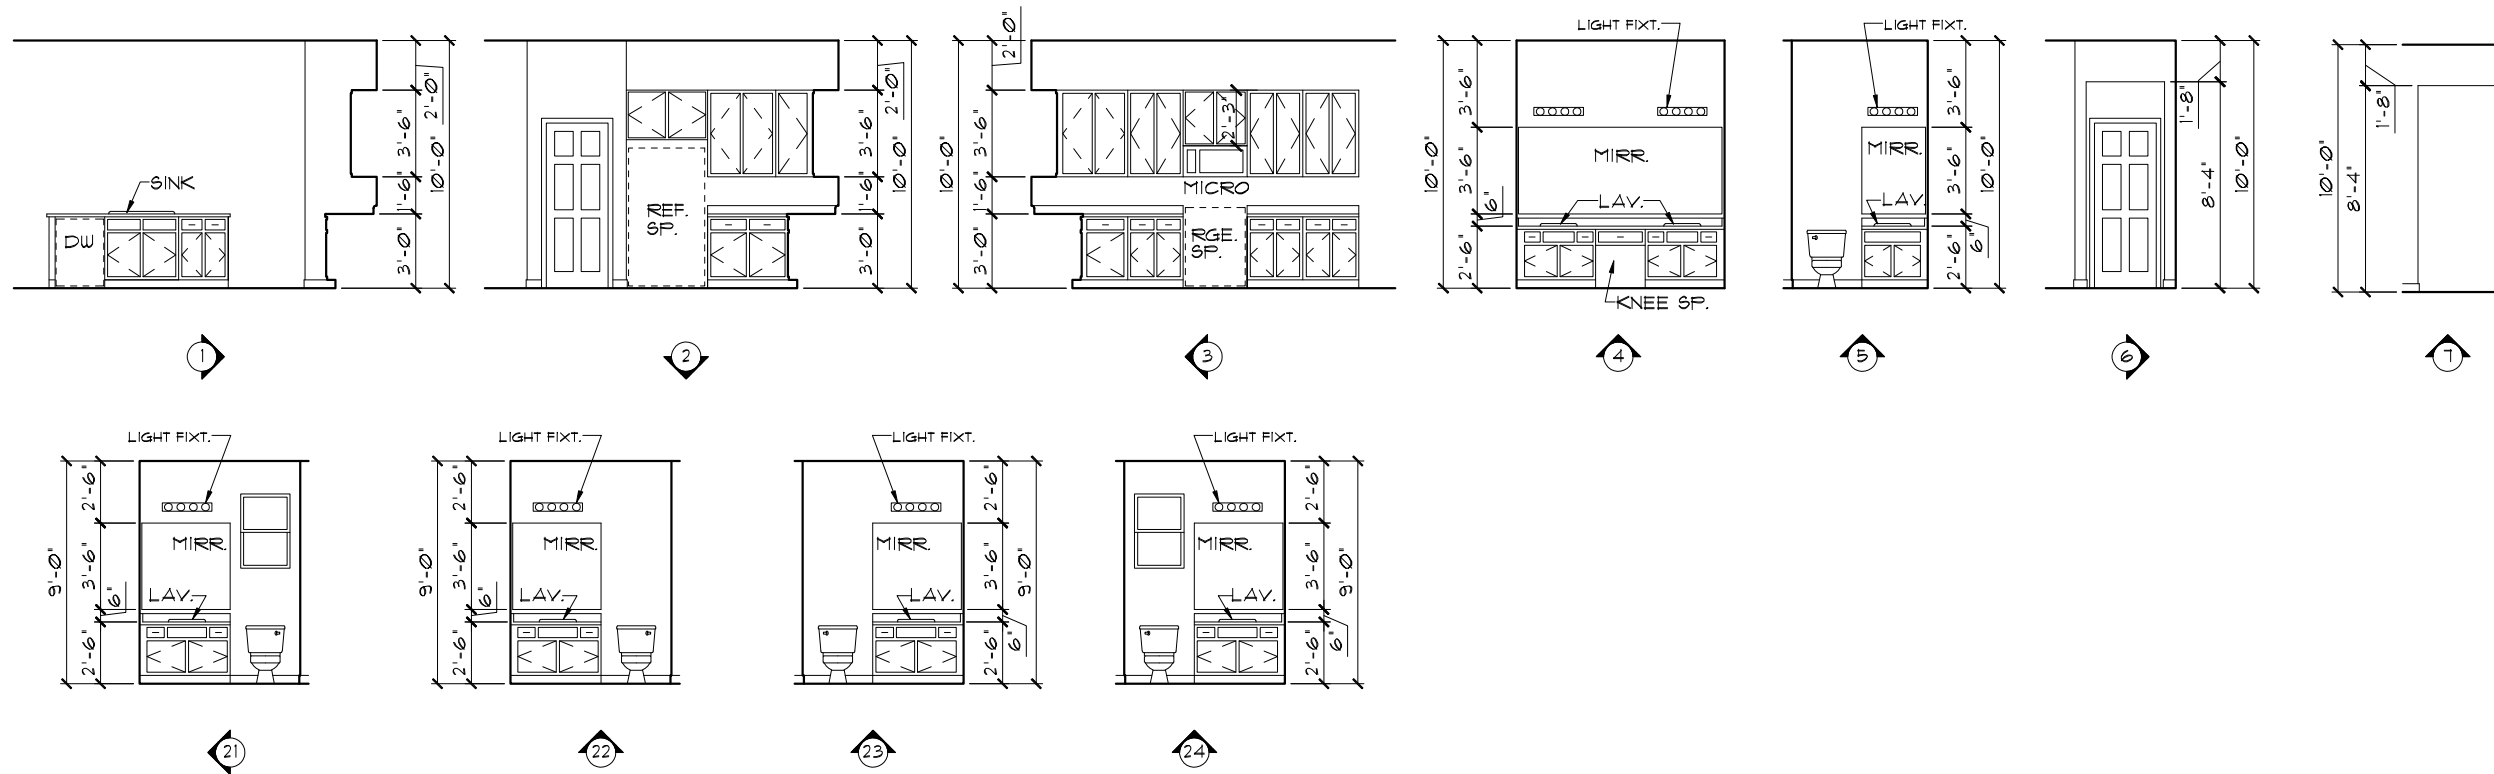 SINK
DW
2'-0"
3'-6"
1'-6"
3'-0"
10'-0"
1
REF.
SP.
2'-0"
3'-6"
1'-6"
3'-0"
10'-0"
2
2'-0"
10'-0"
3'-6"
1'-6"
3'-0"
2'-3"
MICRO
RGE.
SP.
3
LIGHT FIXT.
10'-0"
3'-6"
3'-6"
6"
2'-6"
MIRR.
LAV.
KNEE SP.
4
LIGHT FIXT.
MIRR.
LAV.
3'-6"
3'-6"
6"
2'-6"
10'-0"
5
1'-8"
8'-4"
10'-0"
6
10'-0"
8'-4"
1'-8"
7
LIGHT FIXT.
9'-0"
2'-6"
3'-6"
6"
2'-6"
MIRR.
LAV.
21
LIGHT FIXT.
9'-0"
2'-6"
3'-6"
6"
2'-6"
MIRR.
LAV.
22
LIGHT FIXT.
MIRR.
LAV.
2'-6"
3'-6"
6"
2'-6"
9'-0"
23
LIGHT FIXT.
MIRR.
LAV.
2'-6"
3'-6"
6"
2'-6"
9'-0"
24